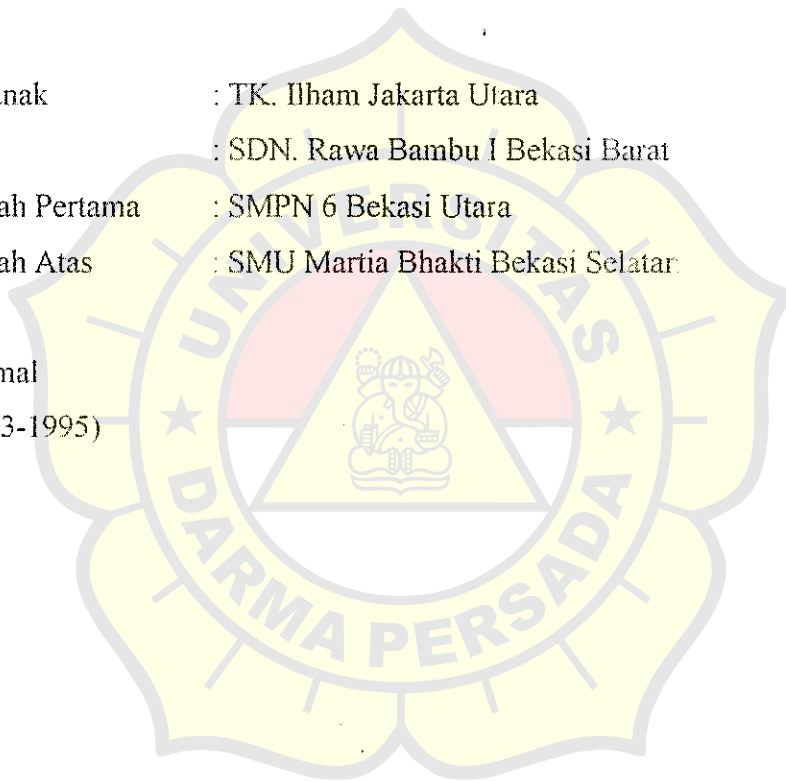 anak : TK. Ilham Jakarta Utara
: SDN. Rawa Bambu I Bekasi Barat
ah Pertama : SMPN 6 Bekasi Utara
ah Atas : SMU Martia Bhakti Bekasi Selatan
mal
3-1995)
UNIVERSITAS
DARMA PERSADA